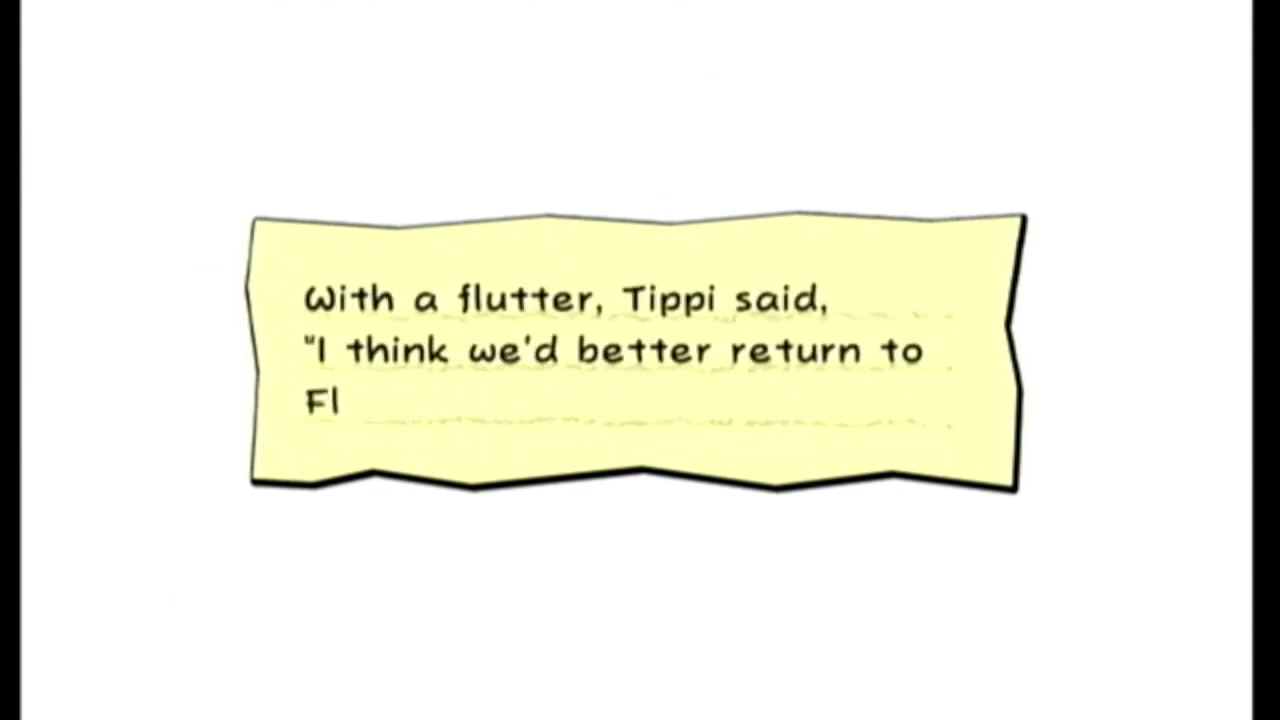 With a flutter, Tippi said,
"I think we'd better return to
Fl